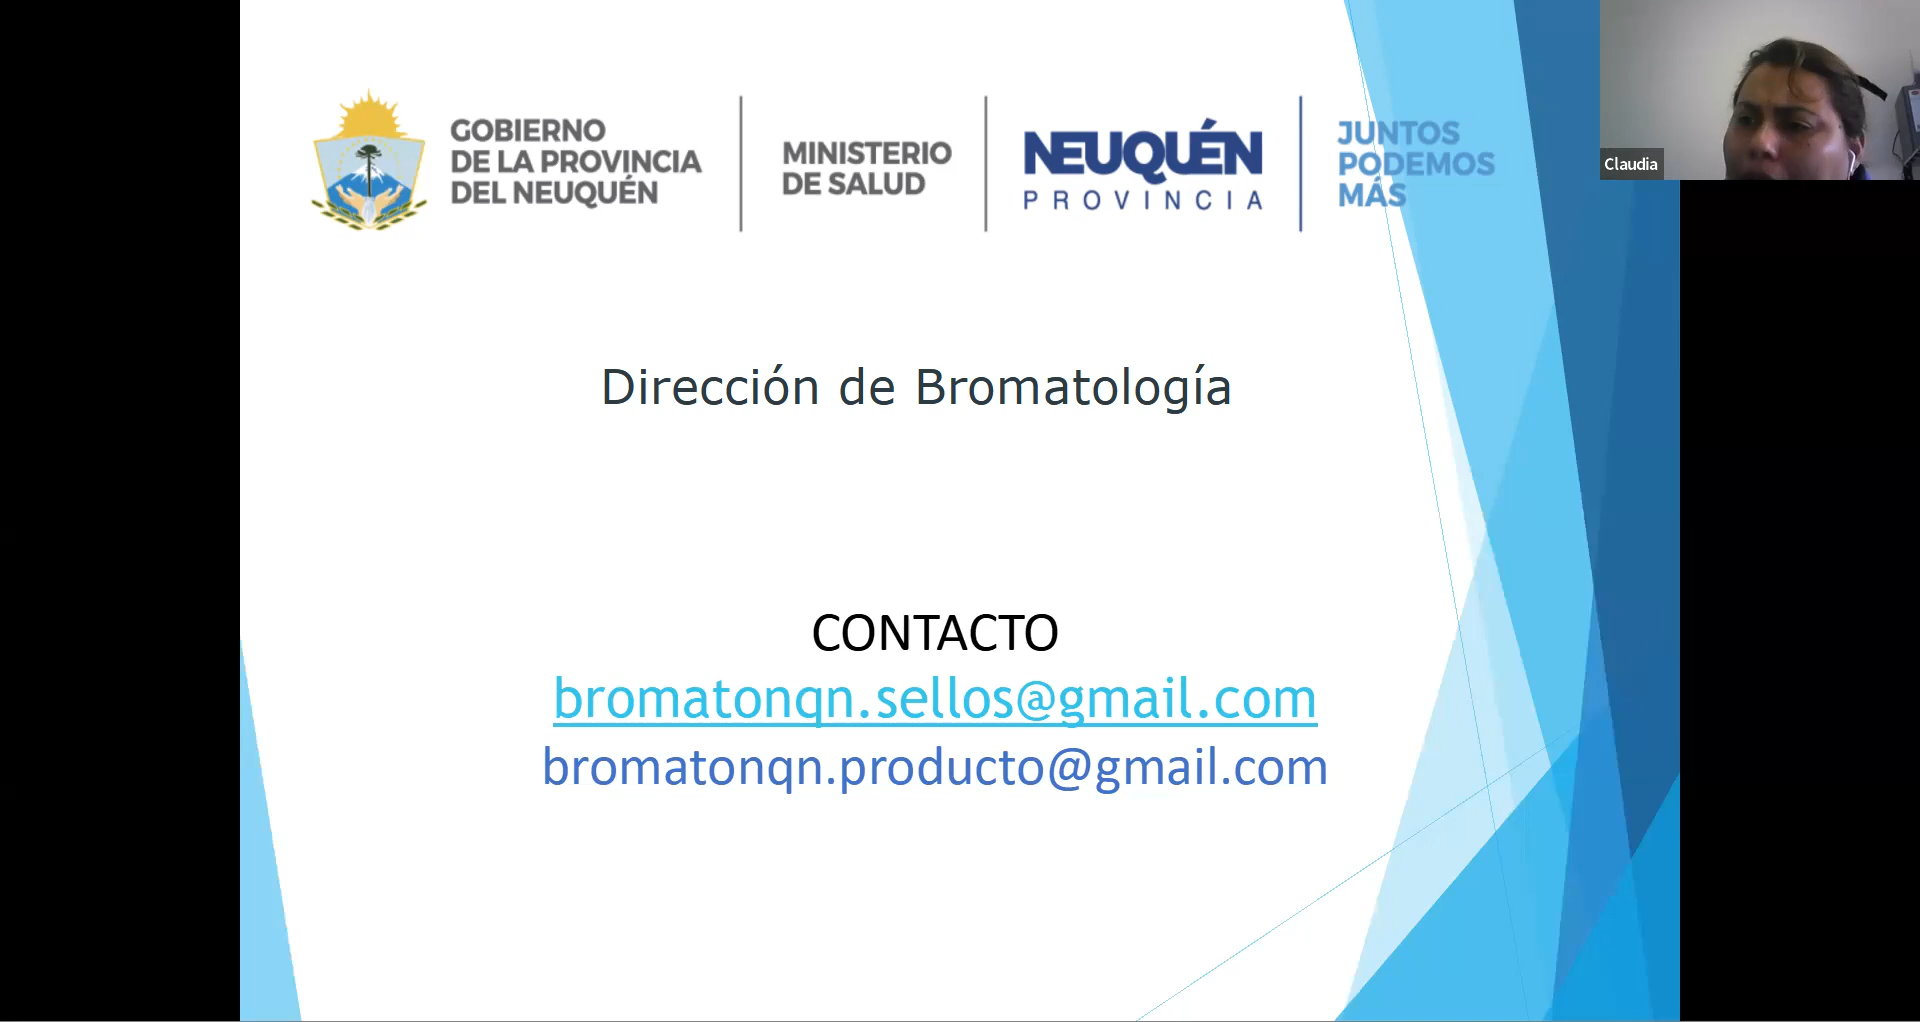 GOBIERNO
DE LA PROVINCIA
DEL NEUQUÉN
MINISTERIO
DE SALUD
NEUQUÉN
PROVINCIA
JUNTOS
PODEMOS
MÁS
Claudia
Dirección de Bromatología
CONTACTO
bromatonqn.sellos@gmail.com
bromatonqn.producto@gmail.com